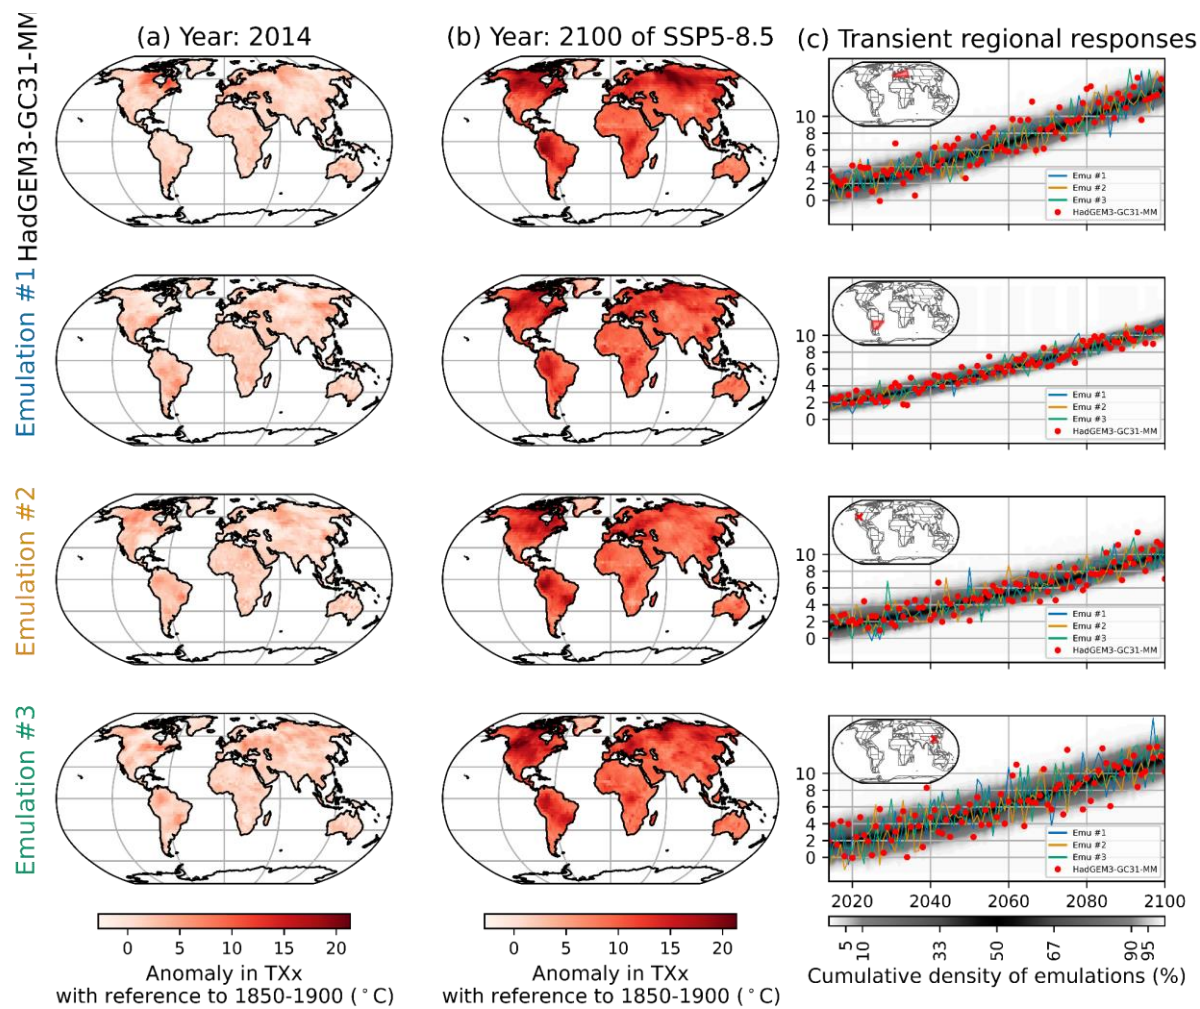 (a) Year: 2014
(b) Year: 2100 of SSP5-8.5
(c) Transient regional responses
HadGEM3-GC31-MM
10
8
6
4
2
0
Emu #1
Emu #2
Emu #3
HadGEM3-GC31-MM
Emulation #1
10
8
6
4
2
0
Emu #1
Emu #2
Emu #3
HadGEM3-GC31-MM
Emulation #2
10
8
6
4
2
0
Emu #1
Emu #2
Emu #3
HadGEM3-GC31-MM
Emulation #3
10
8
6
4
2
0
Emu #1
Emu #2
Emu #3
HadGEM3-GC31-MM
2020 2040 2060 2080 2100
0 5 10 15 20
Anomaly in TXx
with reference to 1850-1900 (°C)
0 5 10 15 20
Anomaly in TXx
with reference to 1850-1900 (°C)
5 10 33 50 67 90 95
Cumulative density of emulations (%)